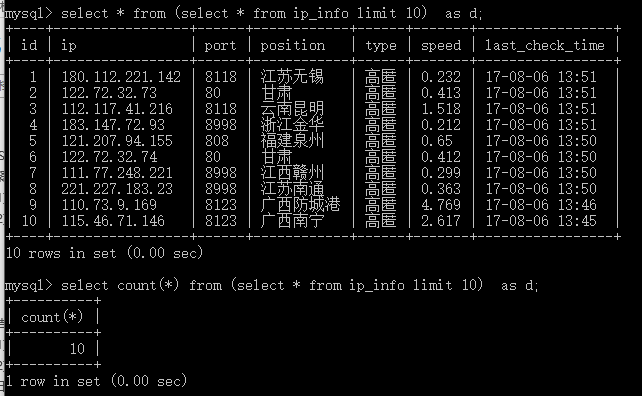 mysql> select * from (select * from ip_info limit 10)  as d;
+----+-----------------+------+------------+------+-------+-----------------+
| id | ip              | port | position   | type | speed | last_check_time |
+----+-----------------+------+------------+------+-------+-----------------+
|  1 | 180.112.221.142 | 8118 | 江苏无锡   | 高匿 | 0.232 | 17-08-06 13:51  |
|  2 | 122.72.32.73    | 80   | 甘肃       | 高匿 | 0.413 | 17-08-06 13:51  |
|  3 | 112.117.41.216  | 8118 | 云南昆明   | 高匿 | 1.518 | 17-08-06 13:51  |
|  4 | 183.147.72.93   | 8998 | 浙江金华   | 高匿 | 0.212 | 17-08-06 13:51  |
|  5 | 121.207.94.155  | 808  | 福建泉州   | 高匿 | 0.65  | 17-08-06 13:50  |
|  6 | 122.72.32.74    | 80   | 甘肃       | 高匿 | 0.412 | 17-08-06 13:50  |
|  7 | 111.77.248.221  | 8998 | 江西赣州   | 高匿 | 0.299 | 17-08-06 13:50  |
|  8 | 221.227.183.23  | 8998 | 江苏南通   | 高匿 | 0.363 | 17-08-06 13:50  |
|  9 | 110.73.9.169    | 8123 | 广西防城港 | 高匿 | 4.769 | 17-08-06 13:46  |
| 10 | 115.46.71.146   | 8123 | 广西南宁   | 高匿 | 2.617 | 17-08-06 13:45  |
+----+-----------------+------+------------+------+-------+-----------------+
10 rows in set (0.00 sec)
mysql> select count(*) from (select * from ip_info limit 10)  as d;
+----------+
| count(*) |
+----------+
|       10 |
+----------+
1 row in set (0.00 sec)